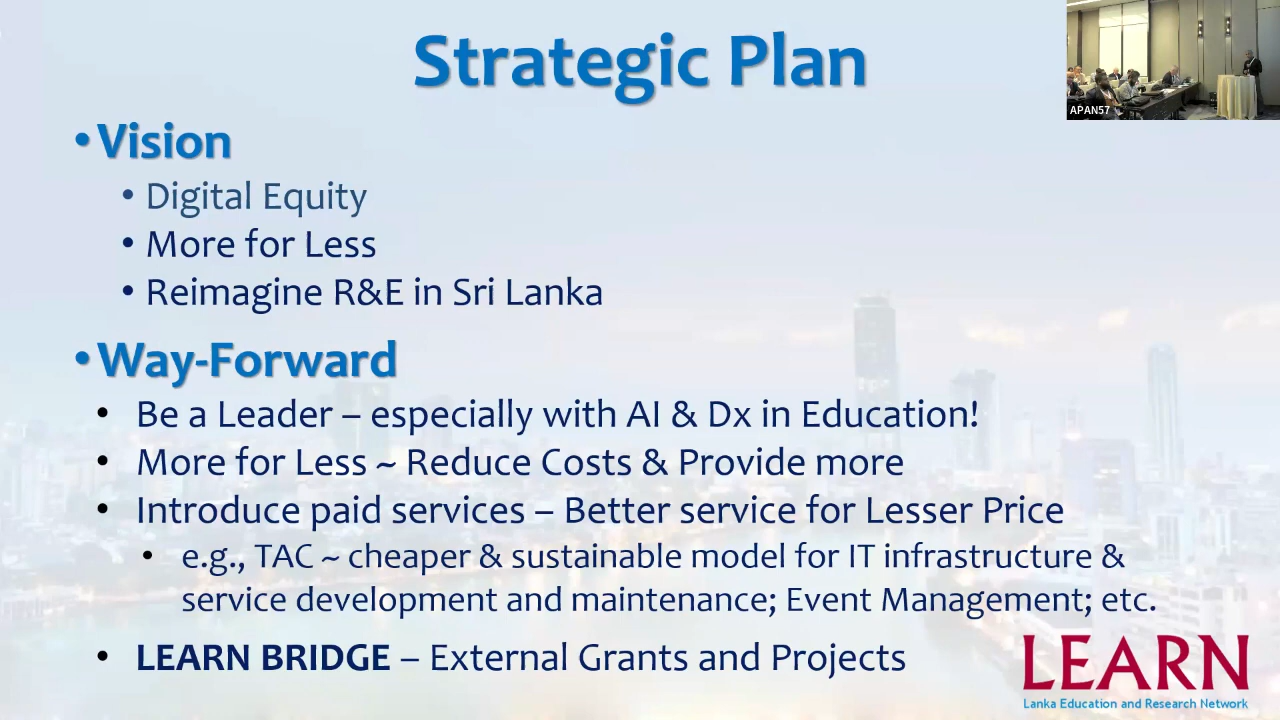 Strategic Plan
APAN57
• Vision
• Digital Equity
• More for Less
• Reimagine R&E in Sri Lanka
• Way-Forward
• Be a Leader – especially with AI & Dx in Education!
• More for Less ~ Reduce Costs & Provide more
• Introduce paid services – Better service for Lesser Price
• e.g., TAC ~ cheaper & sustainable model for IT infrastructure &
service development and maintenance; Event Management; etc.
• LEARN BRIDGE – External Grants and Projects
LEARN
Lanka Education and Research Network